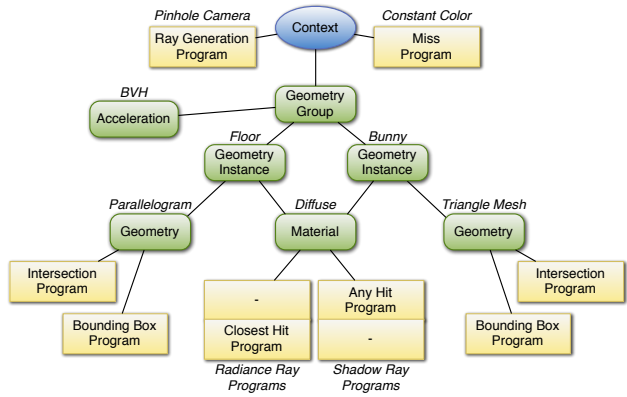 Pinhole Camera
Constant Color
Context
Ray Generation
Program
Miss
Program
BVH
Acceleration
Geometry
Group
Floor
Bunny
Geometry
Instance
Geometry
Instance
Parallelogram
Diffuse
Triangle Mesh
Geometry
Material
Geometry
Intersection
Program
-
Any Hit
Program
Intersection
Program
Bounding Box
Program
Closest Hit
Program
-
Bounding Box
Program
Radiance Ray
Programs
Shadow Ray
Programs